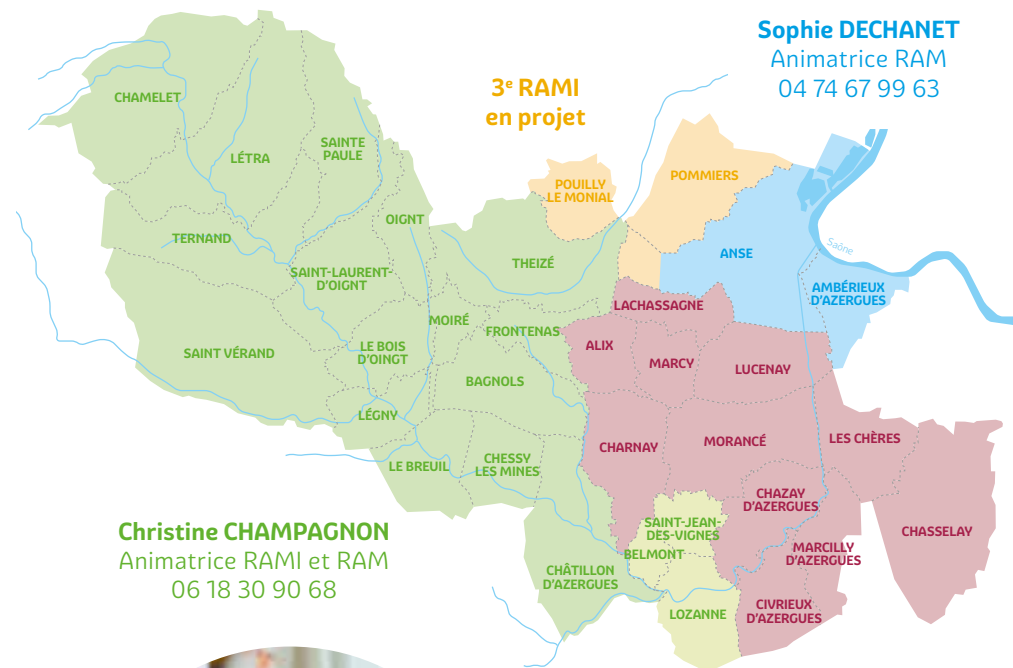 Sophie DECHANET
Animatrice RAM
04 74 67 99 63
3e RAMI
en projet
CHAMELET
LÉTRA
SAINTE
PAULE
POUILLY
LE MONIAL
POMMIERS
OIGNT
TERNAND
THEIZÉ
ANSE
Saône
SAINT-LAURENT-
D'OIGNT
AMBÉRIEUX
D'AZERGUES
LACHASSAGNE
MOIRÉ
FRONTENAS
SAINT VÉRAND
LE BOIS
D'OINGT
ALIX
MARCY
LUCENAY
BAGNOLS
LÉGNY
CHARNAY
MORANCÉ
LES CHÈRES
LE BREUIL
CHESSY
LES MINES
CHAZAY
D'AZERGUES
SAINT-JEAN-
DES-VIGNES
CHASSELAY
BELMONT
MARCILLY
D'AZERGUES
CHÂTILLON
D'AZERGUES
LOZANNE
CIVRIEUX
D'AZERGUES
Christine CHAMPAGNON
Animatrice RAMI et RAM
06 18 30 90 68